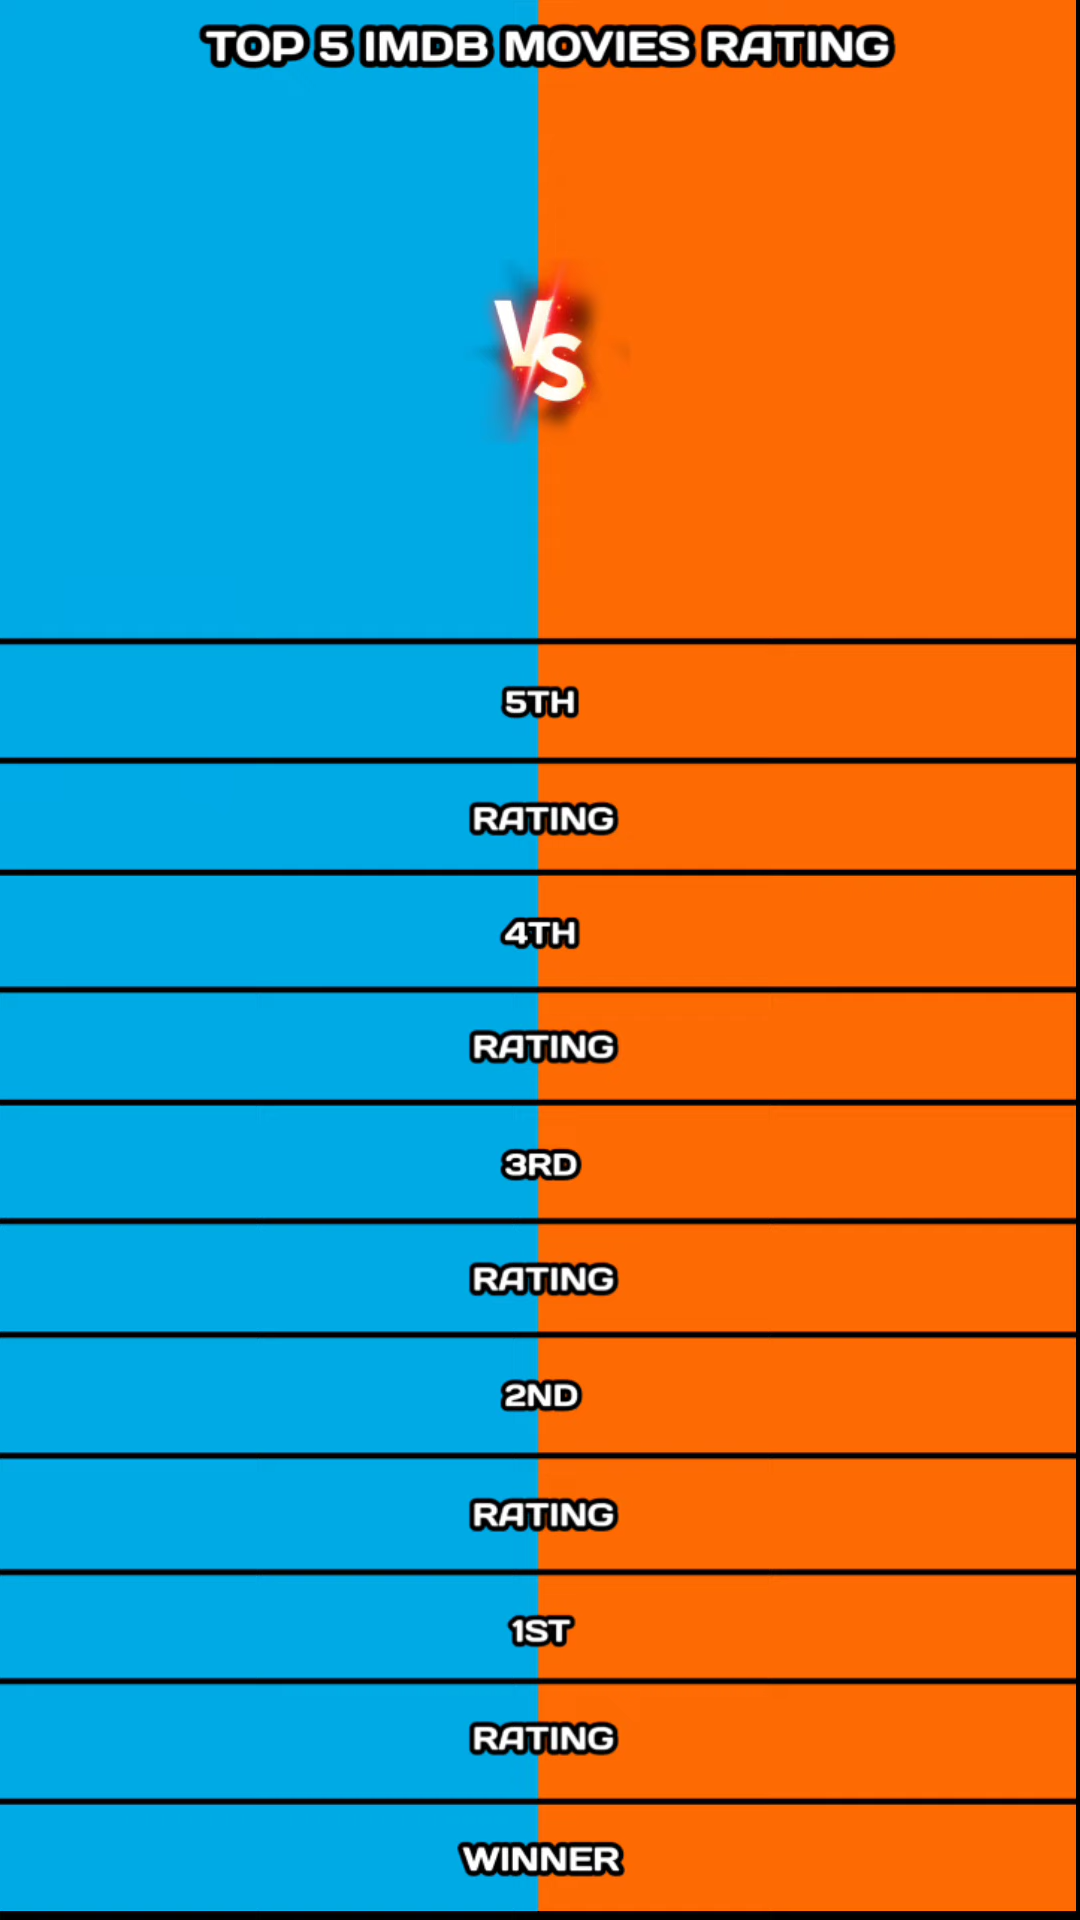 TOP 5 IMDB MOVIES RATING
VS
5TH
RATING
4TH
RATING
3RD
RATING
2ND
RATING
1ST
RATING
WINNER